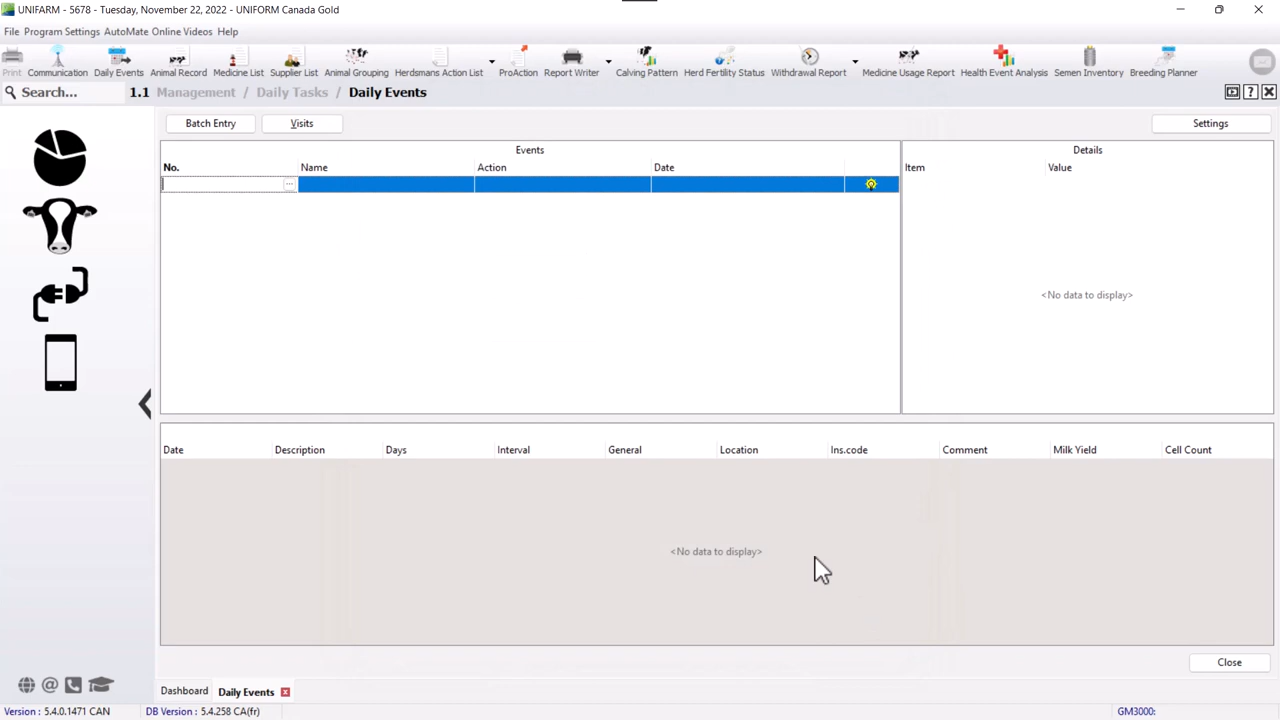 UNIFARM - 5678 - Tuesday, November 22, 2022 - UNIFORM Canada Gold
File Program Settings AutoMate Online Videos Help
Print Communication Daily Events Animal Record Medicine List Supplier List Animal Grouping Herdsmans Action List ProAction Report Writer Calving Pattern Herd Fertility Status Withdrawal Report Medicine Usage Report Health Event Analysis Semen Inventory Breeding Planner
Search... 1.1 Management / Daily Tasks / Daily Events ?
Batch Entry Visits Settings
Events Details
No. Name Action Date Item Value
...
<No data to display>
Date Description Days Interval General Location Ins.code Comment Milk Yield Cell Count
<No data to display>
Close
Dashboard Daily Events
Version : 5.4.0.1471 CAN DB Version : 5.4.258 CA(fr) GM3000: